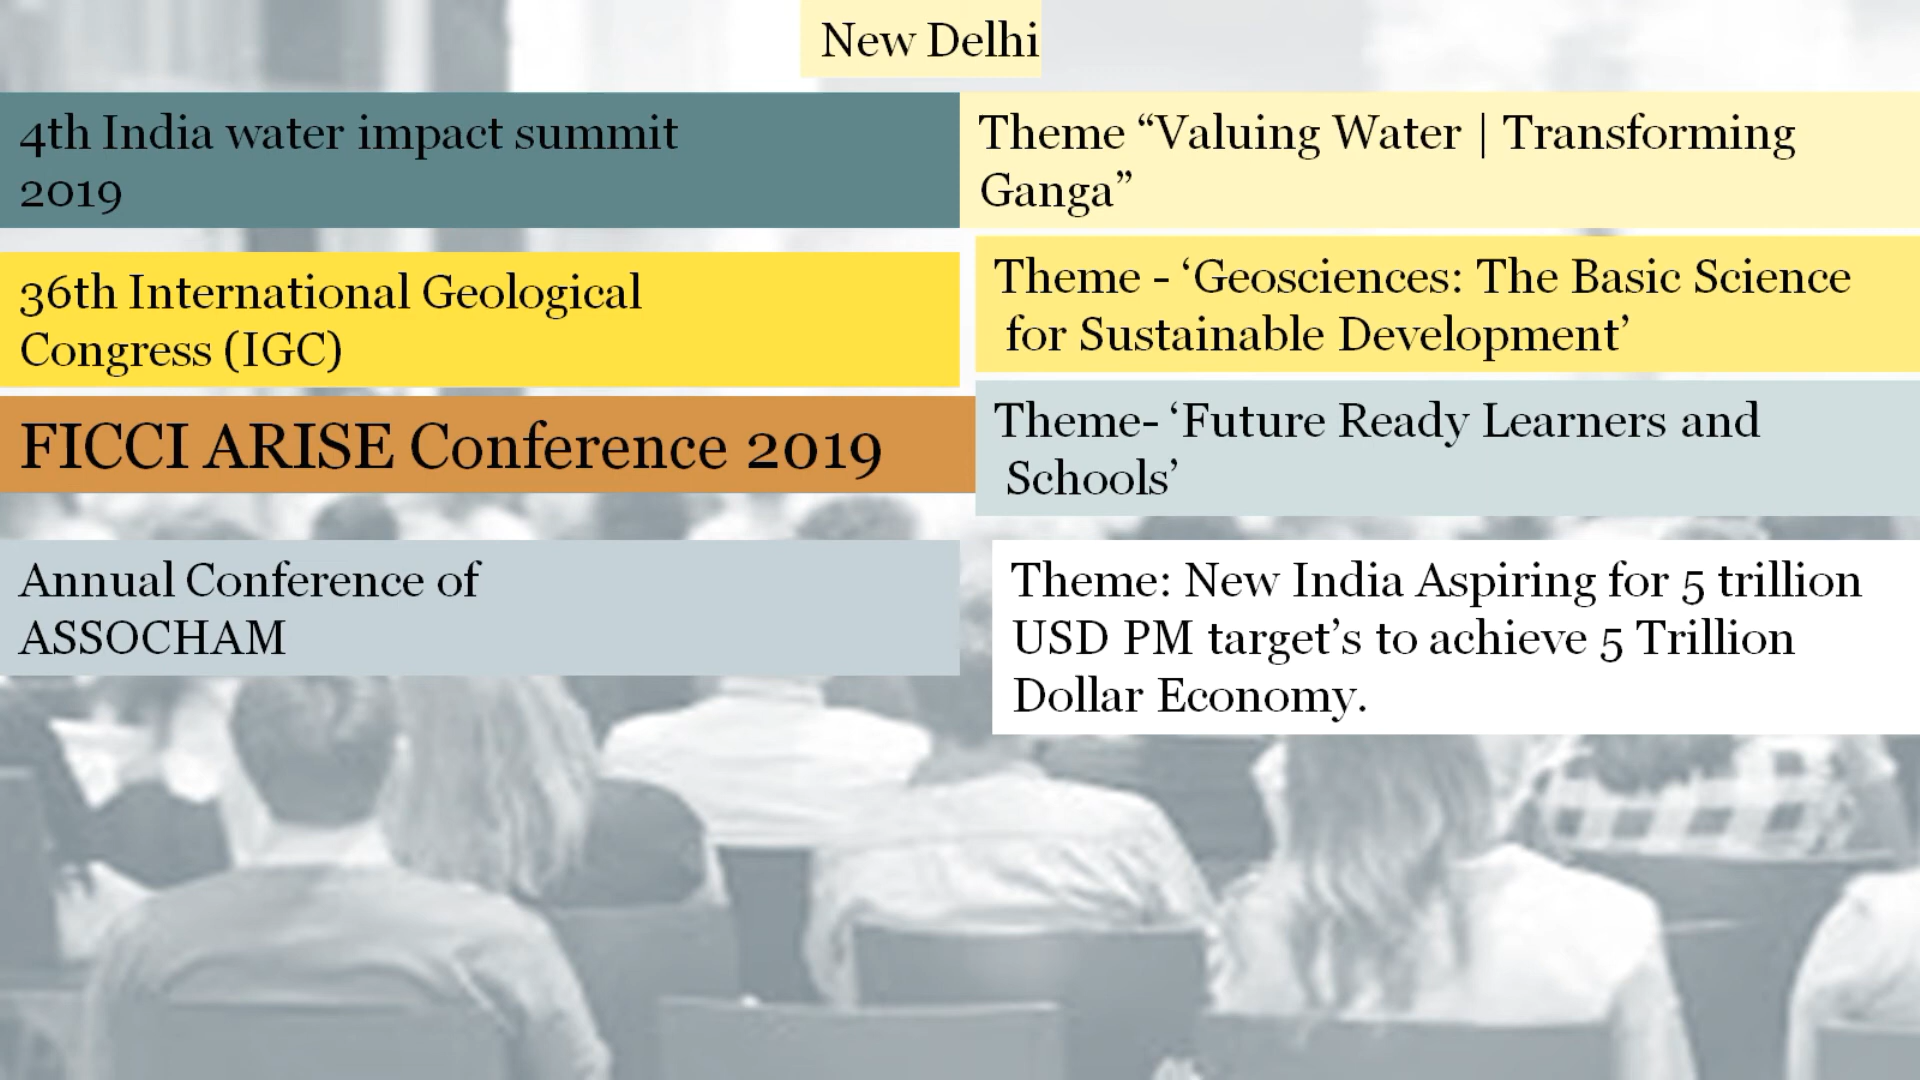 New Delhi
4th India water impact summit
2019
Theme “Valuing Water | Transforming
Ganga”
36th International Geological
Congress (IGC)
Theme - ‘Geosciences: The Basic Science
for Sustainable Development’
FICCI ARISE Conference 2019
Theme- ‘Future Ready Learners and
Schools’
Annual Conference of
ASSOCHAM
Theme: New India Aspiring for 5 trillion
USD PM target’s to achieve 5 Trillion
Dollar Economy.